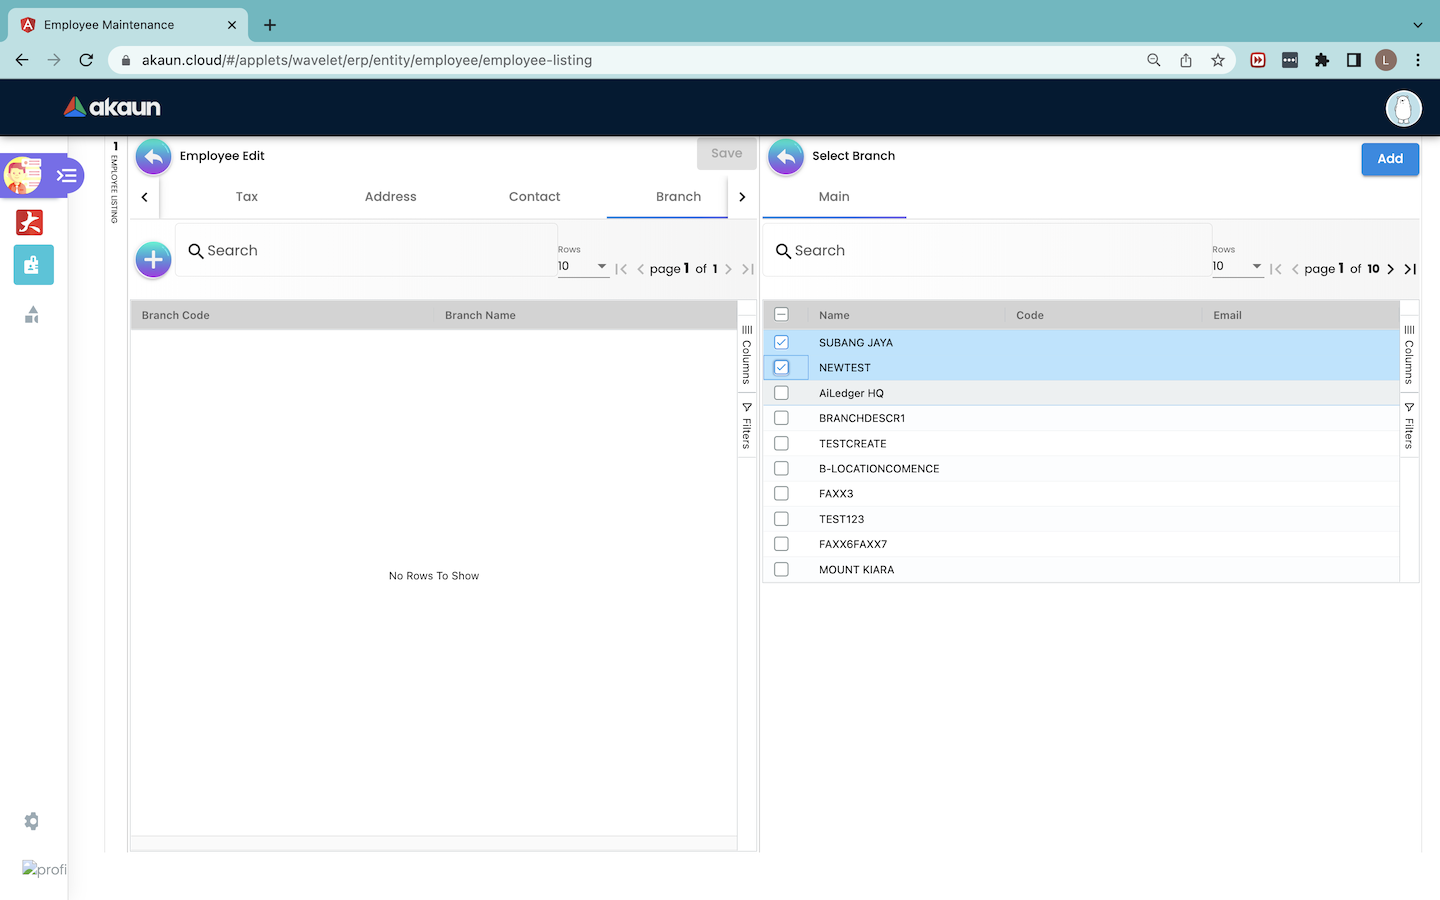 Employee Maintenance
akaun.cloud/#/applets/wavelet/erp/entity/employee/employee-listing
L
akaun
1
EMPLOYEE LISTING
Employee Edit
Save
Tax
Address
Contact
Branch
Search
Rows
10
page 1 of 1
Branch Code
Branch Name
Columns
Filters
No Rows To Show
Select Branch
Add
Main
Search
Rows
10
page 1 of 10
Name
Code
Email
SUBANG JAYA
NEWTEST
AiLedger HQ
BRANCHDESCR1
TESTCREATE
B-LOCATIONCOMENCE
FAXX3
TEST123
FAXX6FAXX7
MOUNT KIARA
Columns
Filters
profi